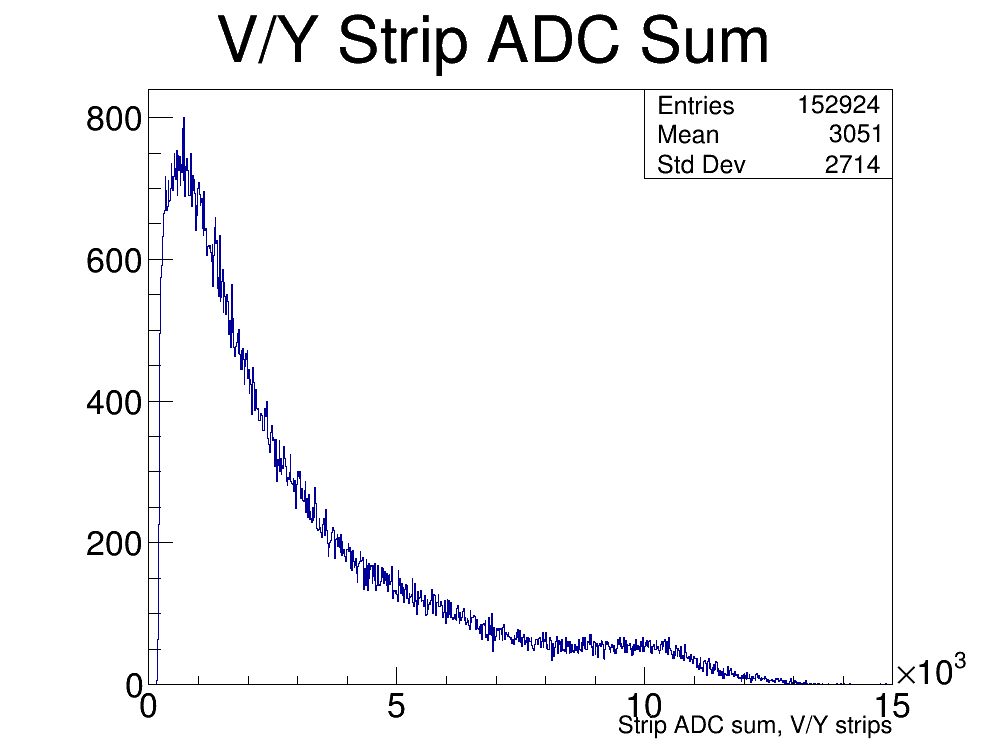 V/Y Strip ADC Sum
Entries 152924
Mean 3051
Std Dev 2714
800
600
400
200
0
0 5 10 15
×10³
Strip ADC sum, V/Y strips